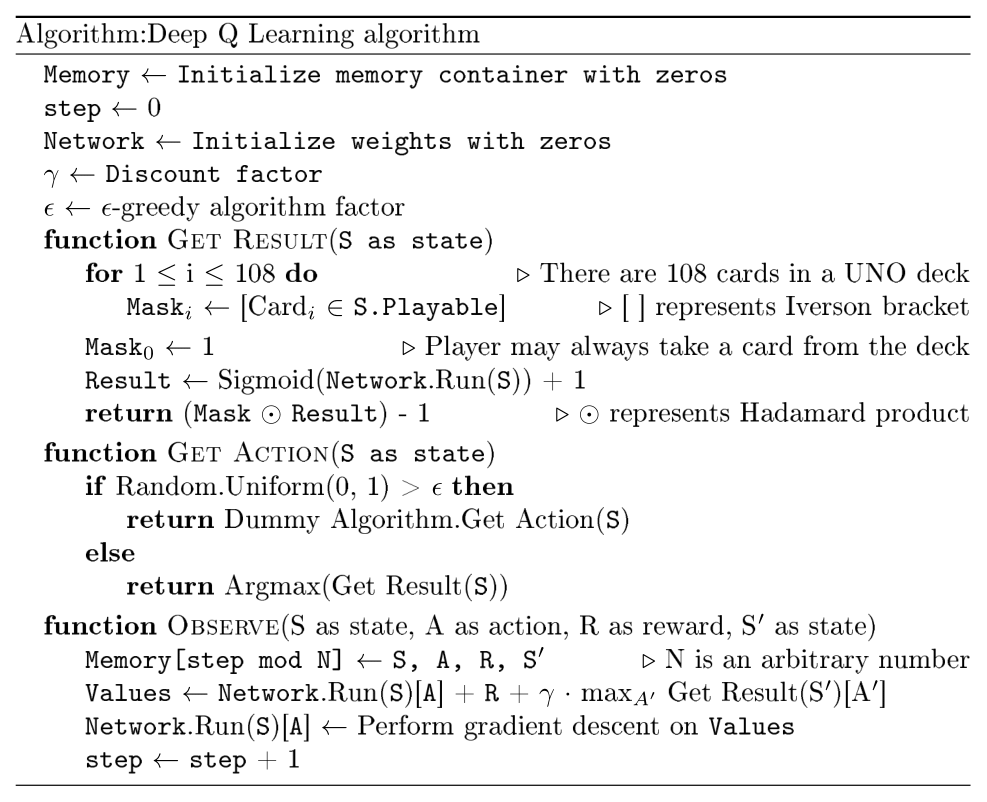 Algorithm:Deep Q Learning algorithm
Memory ← Initialize memory container with zeros
step ← 0
Network ← Initialize weights with zeros
γ ← Discount factor
ϵ ← ϵ-greedy algorithm factor
function Get Result(S as state)
for 1 ≤ i ≤ 108 do ▷ There are 108 cards in a UNO deck
Maskᵢ ← [Cardᵢ ∈ S.Playable] ▷ [ ] represents Iverson bracket
Mask₀ ← 1 ▷ Player may always take a card from the deck
Result ← Sigmoid(Network.Run(S)) + 1
return (Mask ⊙ Result) - 1 ▷ ⊙ represents Hadamard product
function Get Action(S as state)
if Random.Uniform(0, 1) > ϵ then
return Dummy Algorithm.Get Action(S)
else
return Argmax(Get Result(S))
function Observe(S as state, A as action, R as reward, S′ as state)
Memory[step mod N] ← S, A, R, S′ ▷ N is an arbitrary number
Values ← Network.Run(S)[A] + R + γ · max_A′ Get Result(S′)[A′]
Network.Run(S)[A] ← Perform gradient descent on Values
step ← step + 1